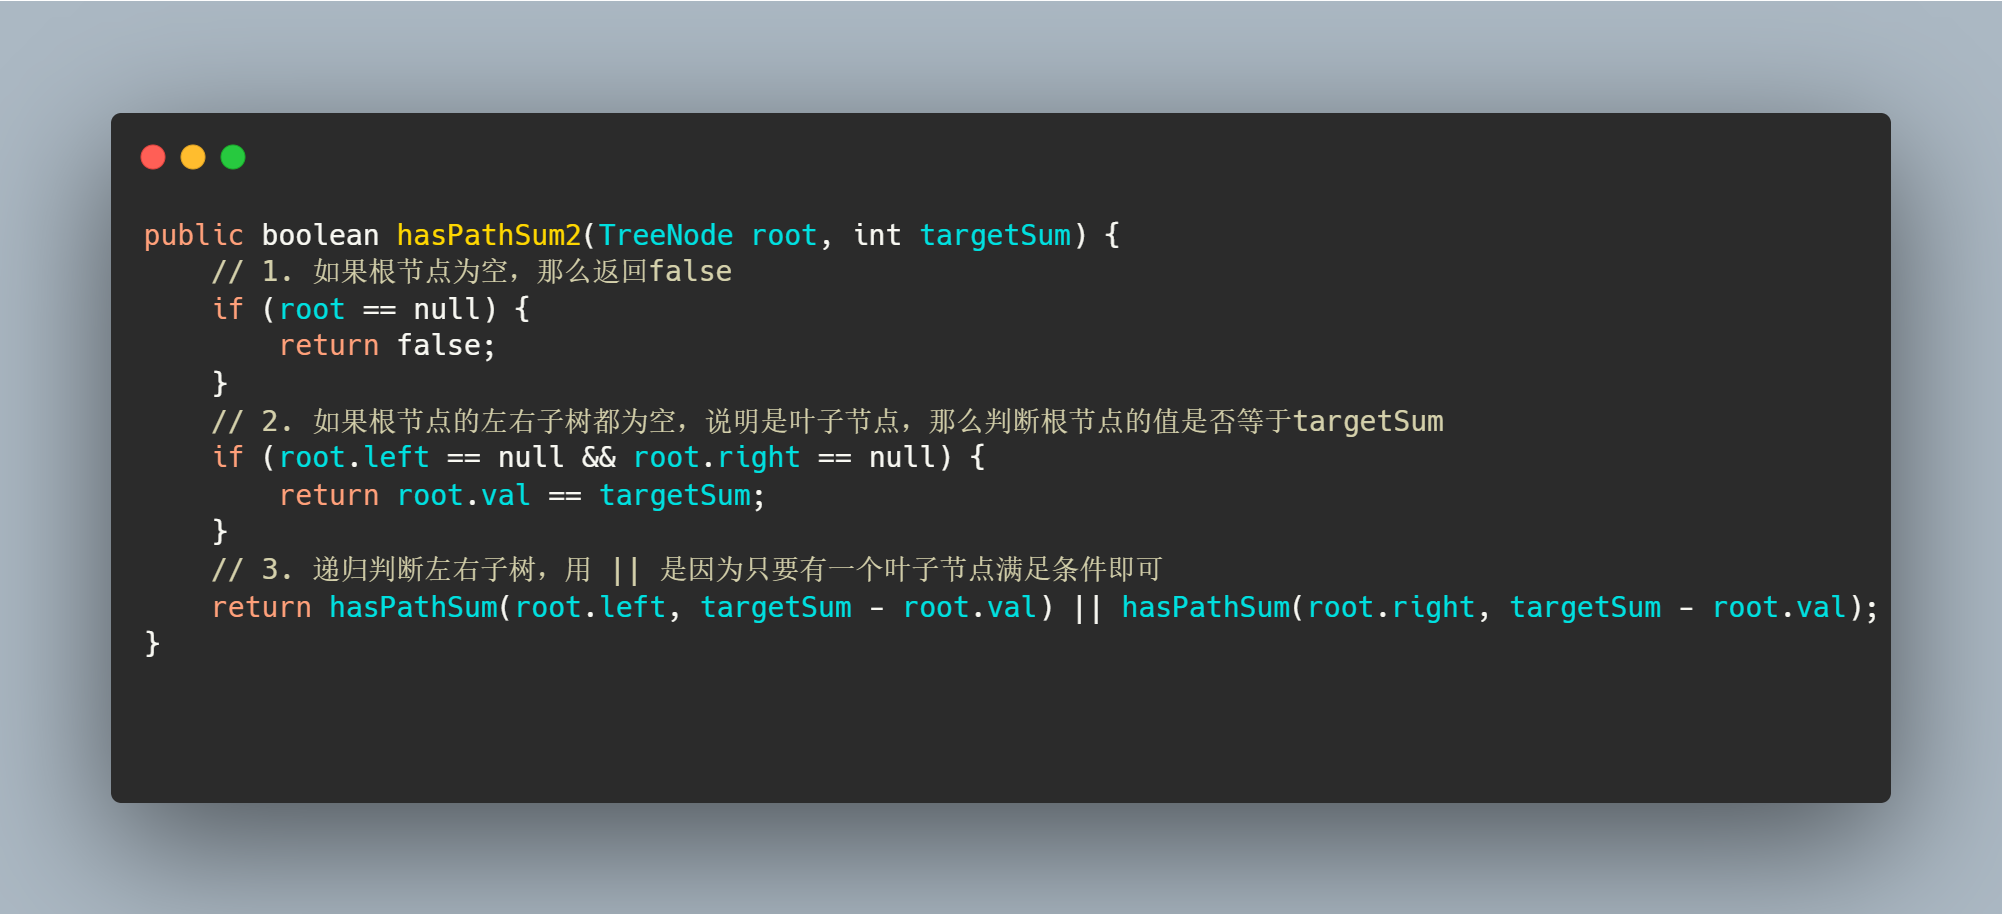 public boolean hasPathSum2(TreeNode root, int targetSum) {
    // 1. 如果根节点为空，那么返回false
    if (root == null) {
        return false;
    }
    // 2. 如果根节点的左右子树都为空，说明是叶子节点，那么判断根节点的值是否等于targetSum
    if (root.left == null && root.right == null) {
        return root.val == targetSum;
    }
    // 3. 递归判断左右子树，用 || 是因为只要有一个叶子节点满足条件即可
    return hasPathSum(root.left, targetSum - root.val) || hasPathSum(root.right, targetSum - root.val);
}